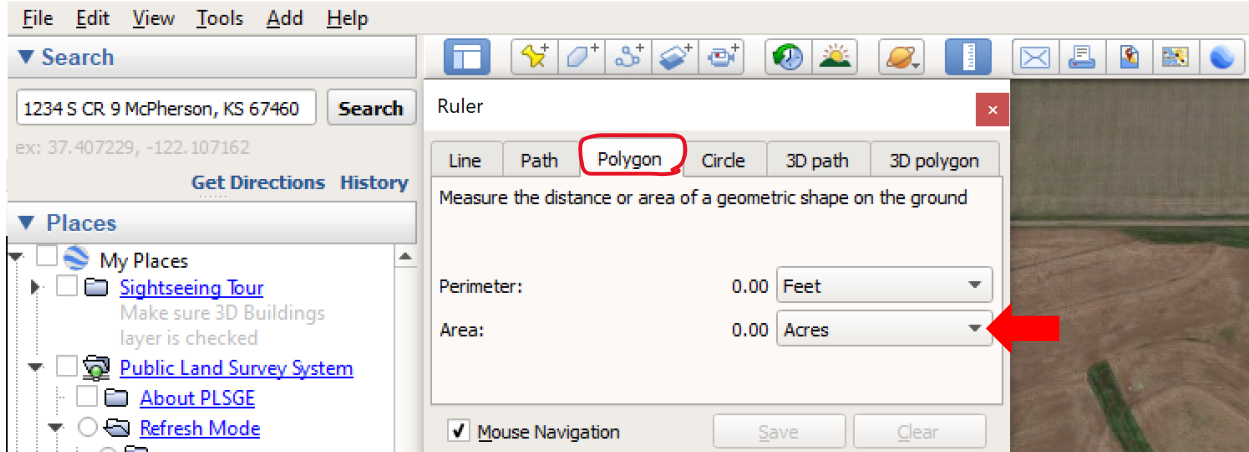 File Edit View Tools Add Help
Search
1234 S CR 9 McPherson, KS 67460 Search
ex: 37.407229, -122.107162
Get Directions History
Places
My Places
Sightseeing Tour
Make sure 3D Buildings
layer is checked
Public Land Survey System
About PLSGE
Refresh Mode
Ruler
Line Path Polygon Circle 3D path 3D polygon
Measure the distance or area of a geometric shape on the ground
Perimeter: 0.00 Feet
Area: 0.00 Acres
Mouse Navigation Save Clear